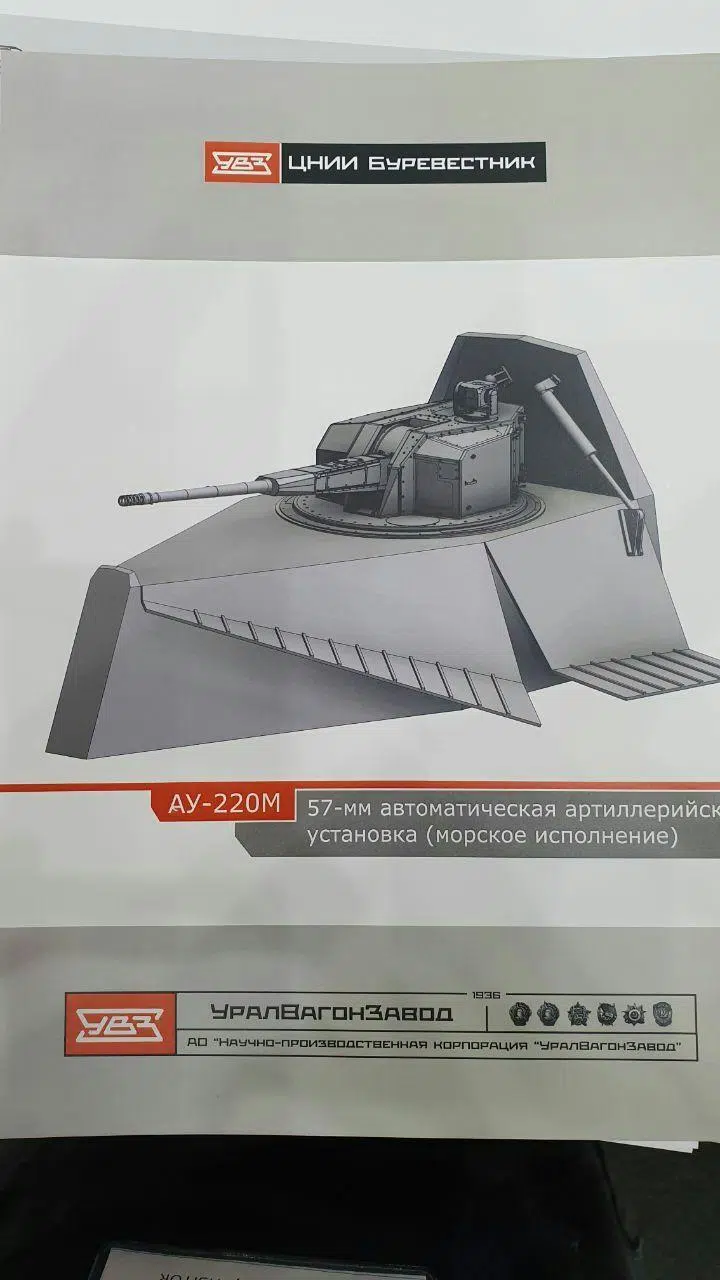 УВЗ ЦНИИ БУРЕВЕСТНИК
АУ-220М
57-мм автоматическая артиллерийск
установка (морское исполнение)
1936
УВЗ УРАЛВАГОНЗАВОД
АО "НАУЧНО-ПРОИЗВОДСТВЕННАЯ КОРПОРАЦИЯ "УРАЛВАГОНЗАВОД"